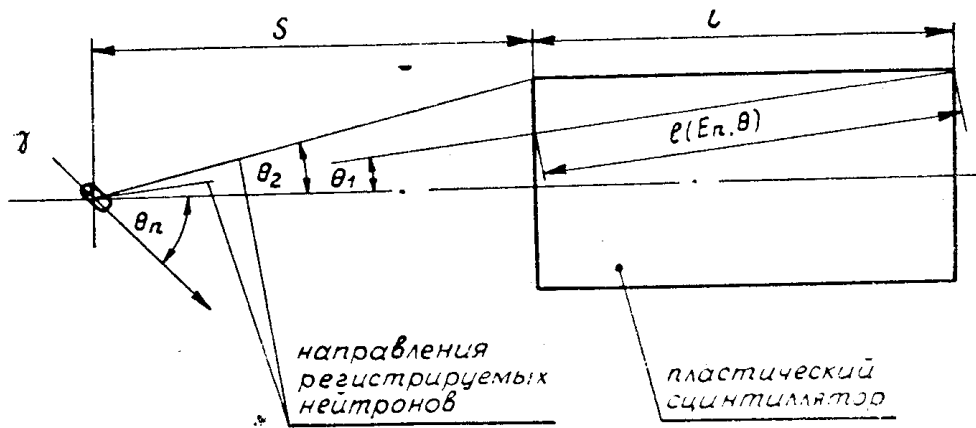 S
L
γ
θ₂
θ₁
ℓ(Eₙ,θ)
θₙ
направления
регистрируемых
нейтронов
пластический
сцинтиллятор